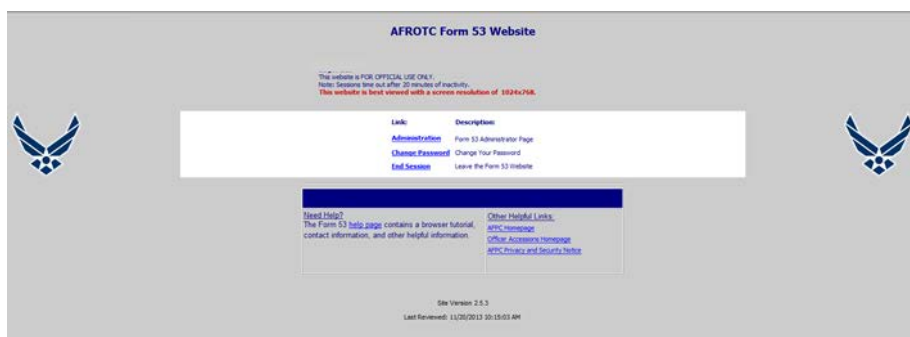 AFROTC Form 53 Website
This website is FOR OFFICIAL USE ONLY.
Note: Sessions time out after 20 minutes of inactivity.
This website is best viewed with a screen resolution of 1024x768.
Link: Description:
Administration Form 53 Administrator Page
Change Password Change Your Password
End Session Leave the Form 53 Website
Need Help?
The Form 53 help page contains a browser tutorial,
contact information, and other helpful information.
Other Helpful Links:
AFPC Homepage
Officer Accessions Homepage
AFPC Privacy and Security Notice
Site Version 2.5.3
Last Reviewed: 11/20/2013 10:15:03 AM